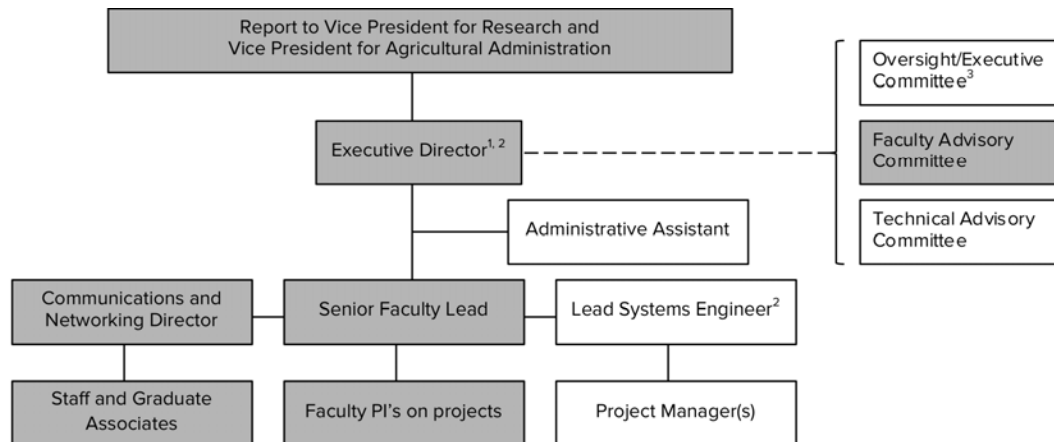 Report to Vice President for Research and
Vice President for Agricultural Administration
Oversight/Executive
Committee³
Executive Director¹, ²
Faculty Advisory
Committee
Administrative Assistant
Technical Advisory
Committee
Communications and
Networking Director
Senior Faculty Lead
Lead Systems Engineer²
Staff and Graduate
Associates
Faculty PI's on projects
Project Manager(s)